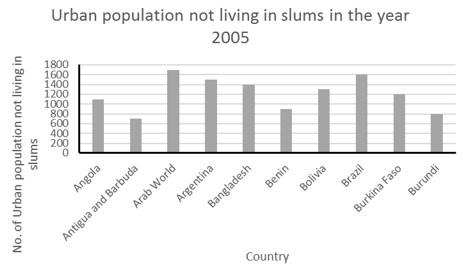 Urban population not living in slums in the year
2005
No. of Urban population not living in
slums
1800
1600
1400
1200
1000
800
600
400
200
0
Angola
Antigua and Barbuda
Arab World
Argentina
Bangladesh
Benin
Bolivia
Brazil
Burkina Faso
Burundi
Country